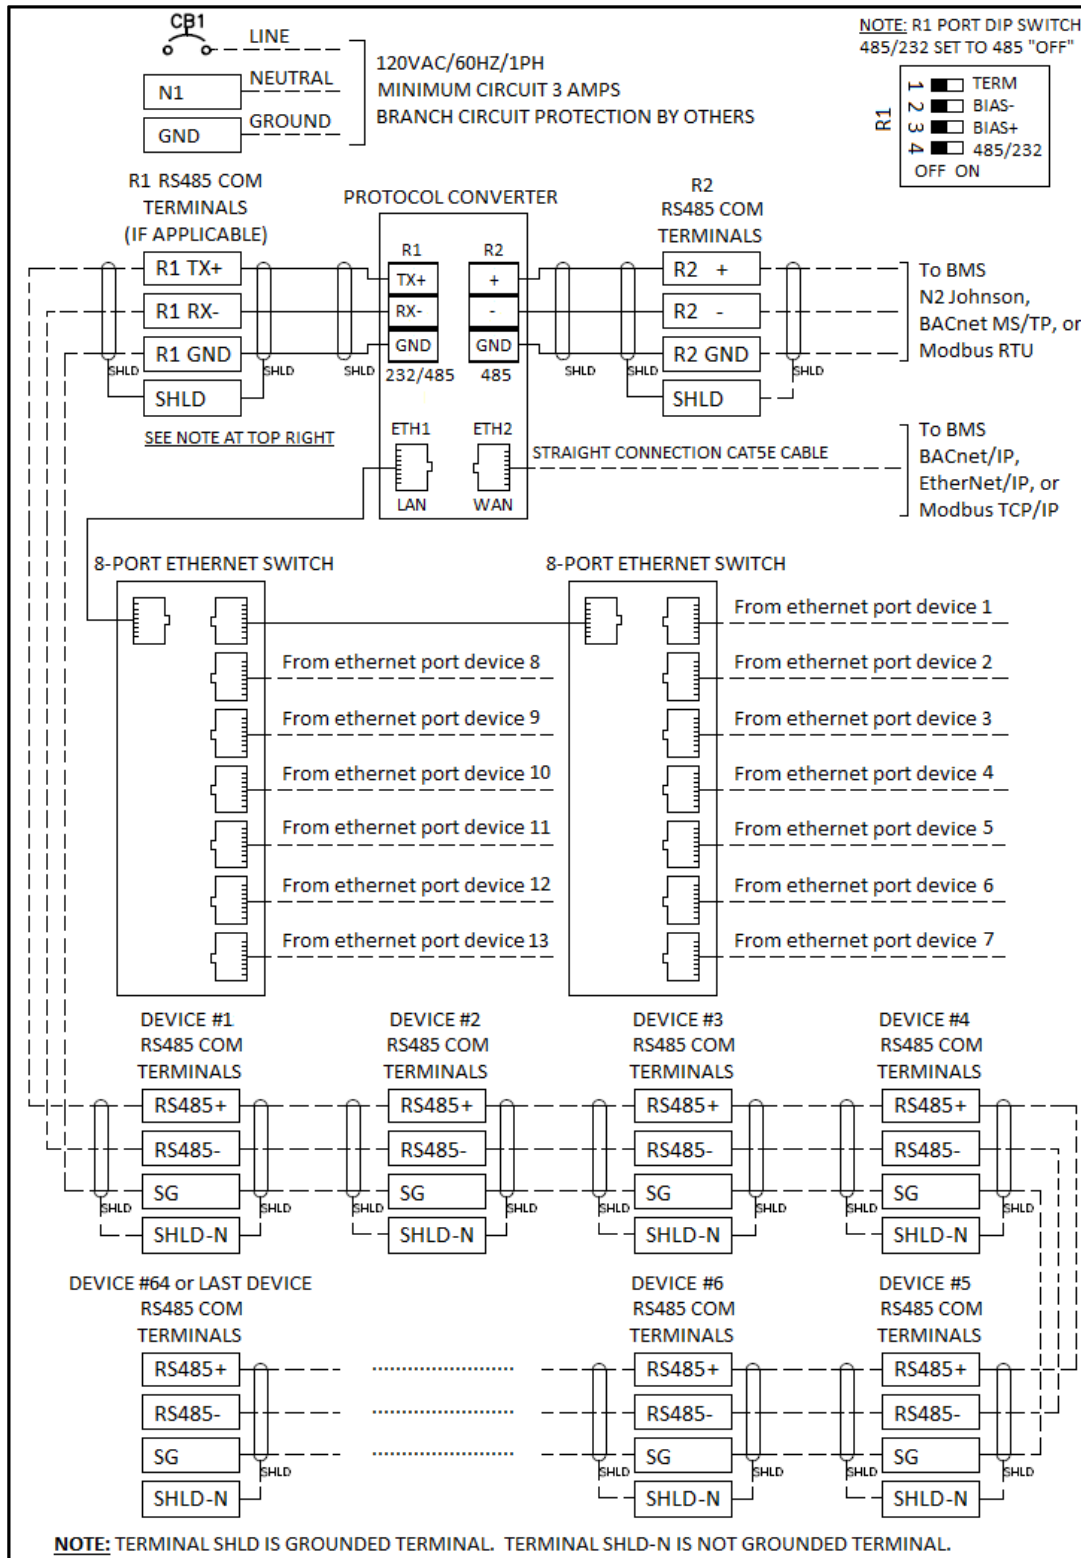 CB1
LINE
N1
NEUTRAL
GND
GROUND
120VAC/60HZ/1PH
MINIMUM CIRCUIT 3 AMPS
BRANCH CIRCUIT PROTECTION BY OTHERS
NOTE: R1 PORT DIP SWITCH
485/232 SET TO 485 "OFF"
R1
1 TERM
2 BIAS-
3 BIAS+
4 485/232
OFF ON
R1 RS485 COM
TERMINALS
(IF APPLICABLE)
R1 TX+
R1 RX-
R1 GND
SHLD
SHLD
SHLD
SHLD
SEE NOTE AT TOP RIGHT
PROTOCOL CONVERTER
R1
R2
TX+
+
RX-
-
GND
GND
232/485
485
ETH1
ETH2
LAN
WAN
R2
RS485 COM
TERMINALS
R2 +
R2 -
R2 GND
SHLD
SHLD
SHLD
SHLD
To BMS
N2 Johnson,
BACnet MS/TP, or
Modbus RTU
STRAIGHT CONNECTION CAT5E CABLE
To BMS
BACnet/IP,
EtherNet/IP, or
Modbus TCP/IP
8-PORT ETHERNET SWITCH
From ethernet port device 8
From ethernet port device 9
From ethernet port device 10
From ethernet port device 11
From ethernet port device 12
From ethernet port device 13
8-PORT ETHERNET SWITCH
From ethernet port device 1
From ethernet port device 2
From ethernet port device 3
From ethernet port device 4
From ethernet port device 5
From ethernet port device 6
From ethernet port device 7
DEVICE #1
RS485 COM
TERMINALS
RS485+
RS485-
SG
SHLD-N
SHLD
SHLD
DEVICE #2
RS485 COM
TERMINALS
RS485+
RS485-
SG
SHLD-N
SHLD
SHLD
DEVICE #3
RS485 COM
TERMINALS
RS485+
RS485-
SG
SHLD-N
SHLD
SHLD
DEVICE #4
RS485 COM
TERMINALS
RS485+
RS485-
SG
SHLD-N
SHLD
SHLD
DEVICE #64 or LAST DEVICE
RS485 COM
TERMINALS
RS485+
RS485-
SG
SHLD-N
SHLD
DEVICE #6
RS485 COM
TERMINALS
RS485+
RS485-
SG
SHLD-N
SHLD
SHLD
DEVICE #5
RS485 COM
TERMINALS
RS485+
RS485-
SG
SHLD-N
SHLD
SHLD
NOTE: TERMINAL SHLD IS GROUNDED TERMINAL. TERMINAL SHLD-N IS NOT GROUNDED TERMINAL.